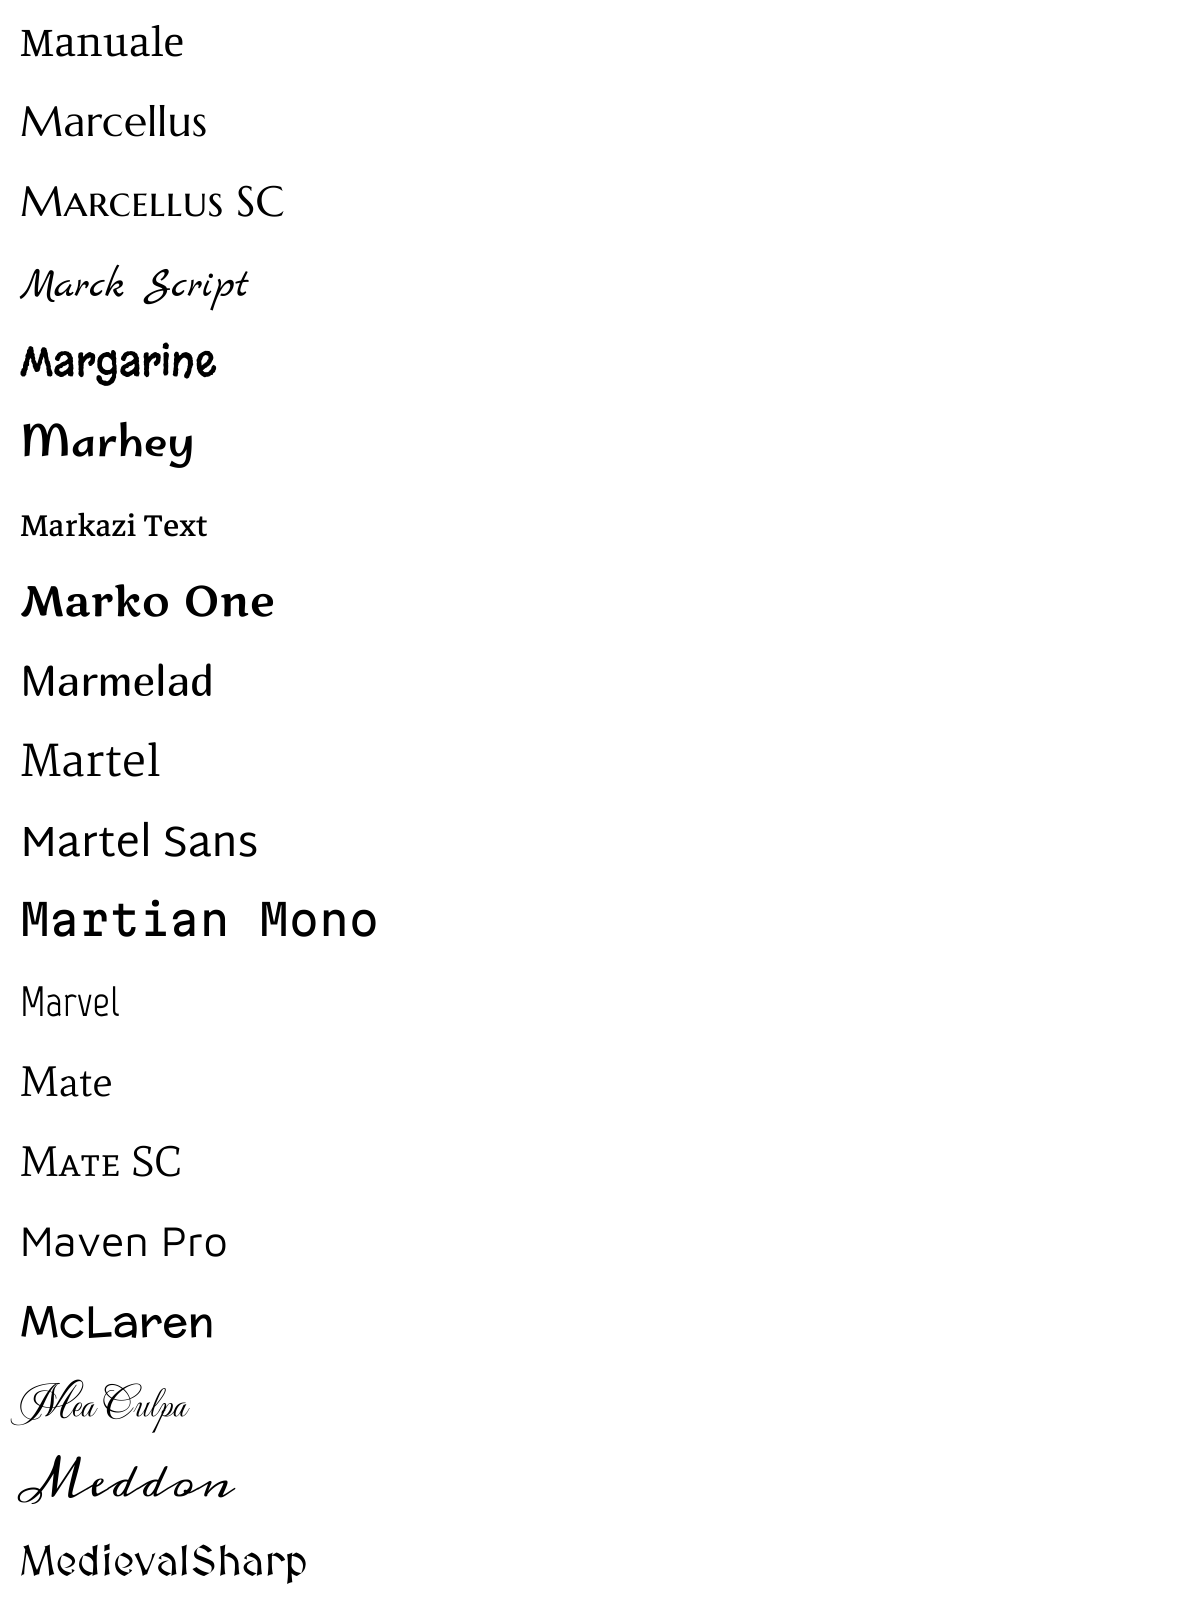 Manuale
Marcellus
Marcellus SC
Marck Script
Margarine
Marhey
Markazi Text
Marko One
Marmelad
Martel
Martel Sans
Martian Mono
Marvel
Mate
Mate SC
Maven Pro
McLaren
Mea Culpa
Meddon
MedievalSharp